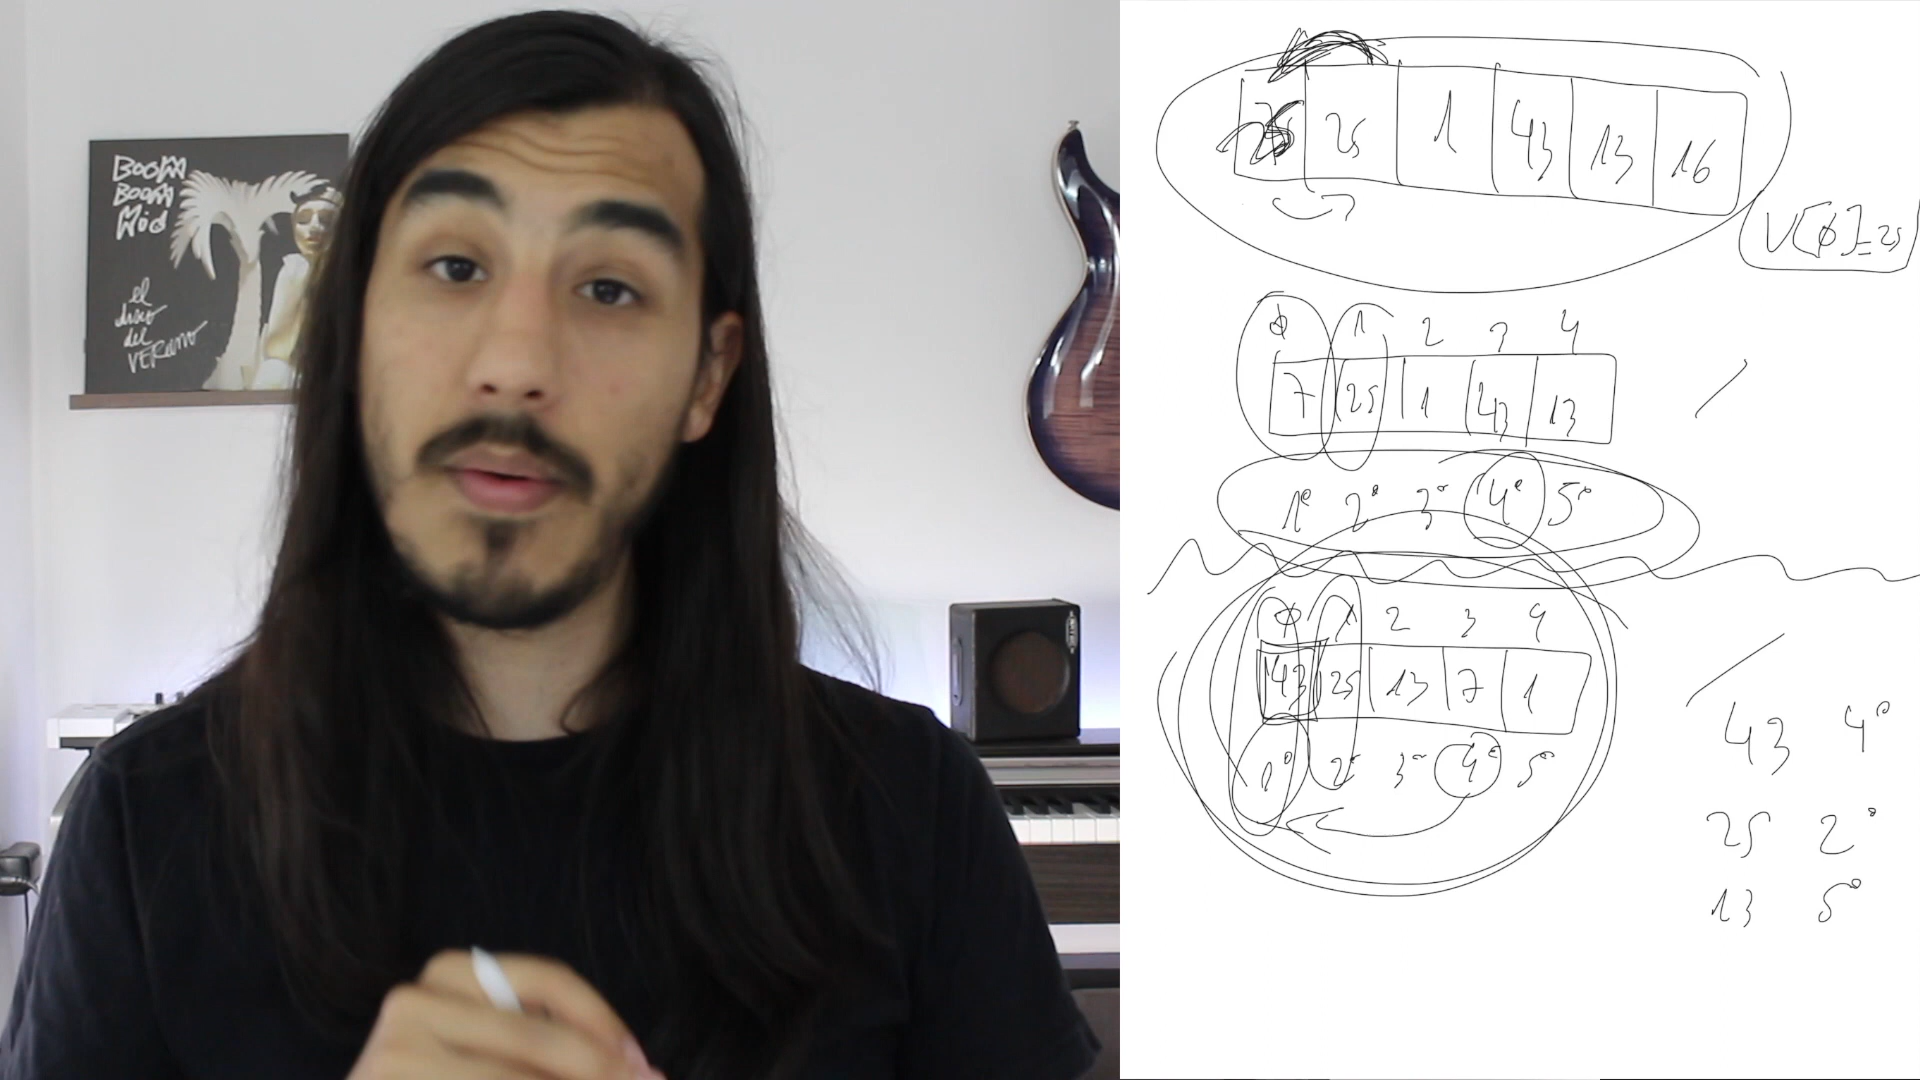 BOOM
BOOM
Mid
el
disco
del
VERano
25 1 43 13 16
V[0]=25
0 1 2 3 4
7 25 1 43 13
1º 2º 3º 4º 5º
0 1 2 3 4
43 25 13 7 1
1º 2º 3º 4º 5º
43 4º
25 2º
13 5º